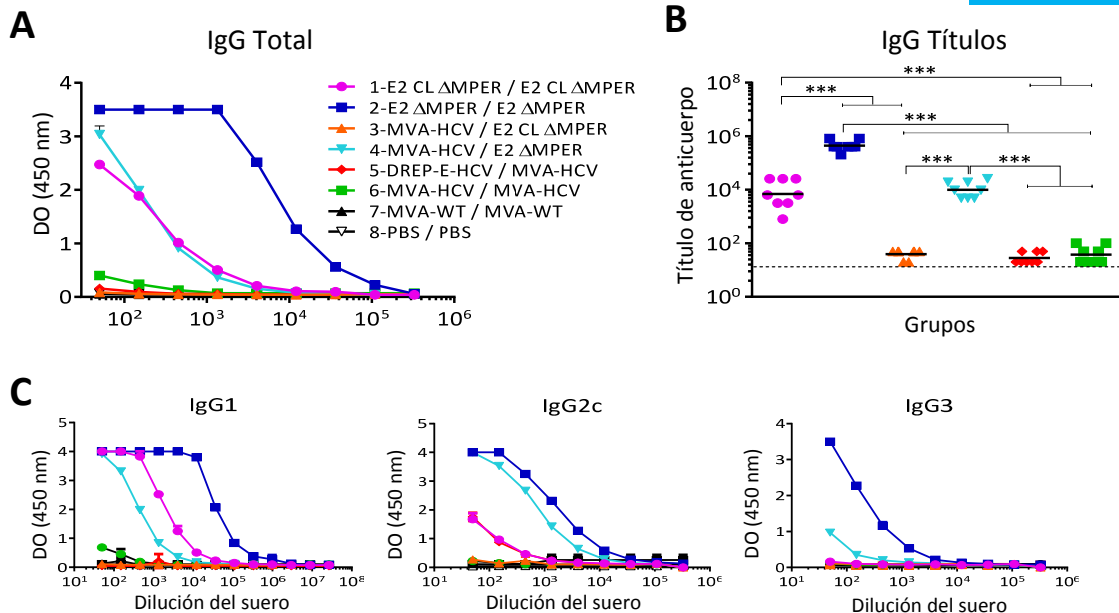 A
IgG Total
DO (450 nm)
4
3
2
1
0
10² 10³ 10⁴ 10⁵ 10⁶
1-E2 CL ΔMPER / E2 CL ΔMPER
2-E2 ΔMPER / E2 ΔMPER
3-MVA-HCV / E2 CL ΔMPER
4-MVA-HCV / E2 ΔMPER
5-DREP-E-HCV / MVA-HCV
6-MVA-HCV / MVA-HCV
7-MVA-WT / MVA-WT
8-PBS / PBS
B
IgG Títulos
Título de anticuerpo
10⁸
10⁶
10⁴
10²
10⁰
***
***
***
*** ***
Grupos
C
IgG1
DO (450 nm)
5
4
3
2
1
0
10¹ 10² 10³ 10⁴ 10⁵ 10⁶ 10⁷ 10⁸
Dilución del suero
IgG2c
DO (450 nm)
5
4
3
2
1
0
10¹ 10² 10³ 10⁴ 10⁵ 10⁶
Dilución del suero
IgG3
DO (450 nm)
4
3
2
1
0
10¹ 10² 10³ 10⁴ 10⁵ 10⁶
Dilución del suero